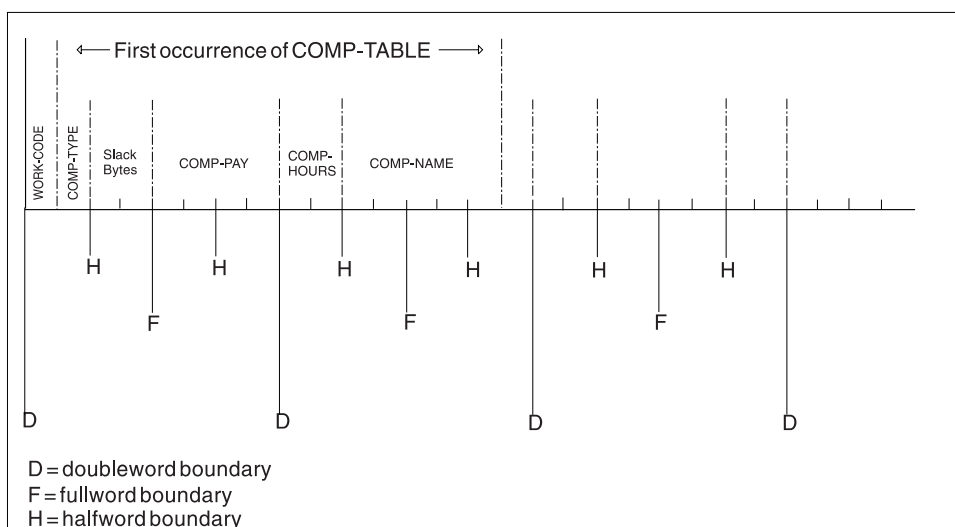 First occurrence of COMP-TABLE
WORK-CODE
COMP-TYPE
Slack
Bytes
COMP-PAY
COMP-
HOURS
COMP-NAME
H
H
H
H
H
H
F
F
F
D
D
D
D
D = doubleword boundary
F = fullword boundary
H = halfword boundary